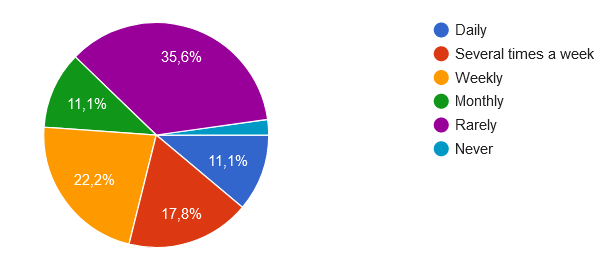 35,6%
11,1%
11,1%
22,2%
17,8%
Daily
Several times a week
Weekly
Monthly
Rarely
Never